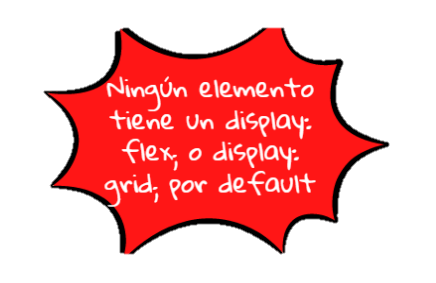 Ningún elemento
tiene un display:
flex; o display:
grid; por default